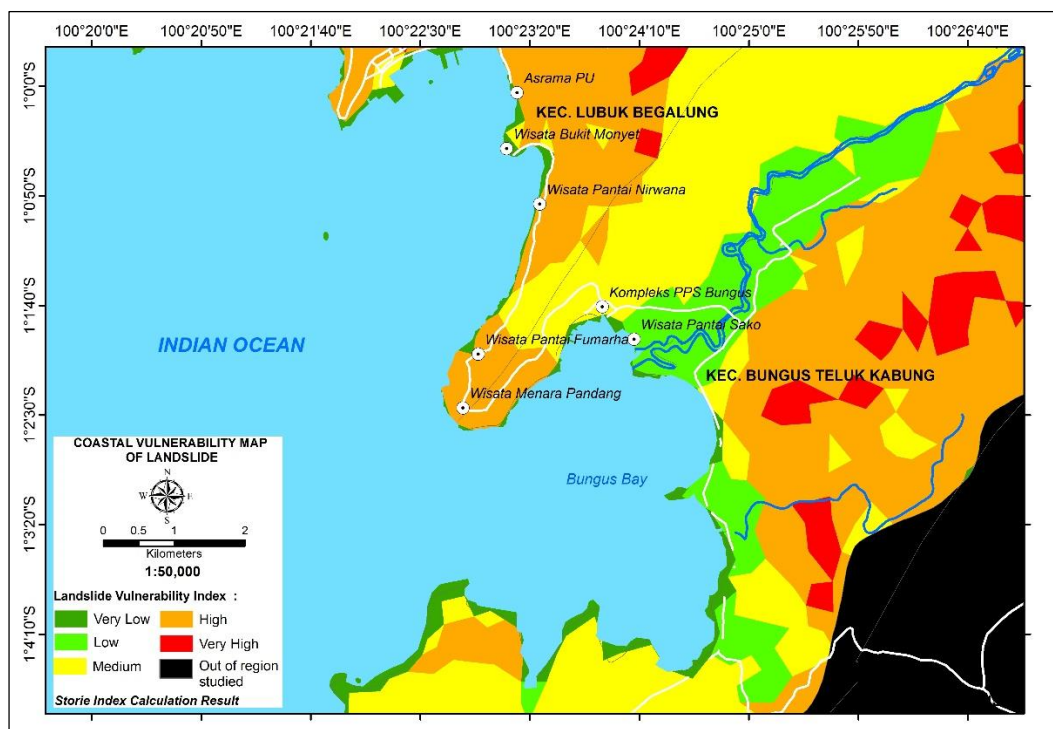 100°20'0"E 100°20'50"E 100°21'40"E 100°22'30"E 100°23'20"E 100°24'10"E 100°25'0"E 100°25'50"E 100°26'40"E
1°0'0"S
1°0'50"S
1°1'40"S
1°2'30"S
1°3'20"S
1°4'10"S
Asrama PU
KEC. LUBUK BEGALUNG
Wisata Bukit Monyet
Wisata Pantai Nirwana
Kompleks PPS Bungus
Wisata Pantai Sako
INDIAN OCEAN
Wisata Pantai Fumarha
KEC. BUNGUS TELUK KABUNG
Wisata Menara Pandang
Bungus Bay
COASTAL VULNERABILITY MAP
OF LANDSLIDE
N
W E
S
0 0.5 1 2
Kilometers
1:50,000
Landslide Vulnerability Index :
Very Low
Low
Medium
High
Very High
Out of region
studied
Storie Index Calculation Result